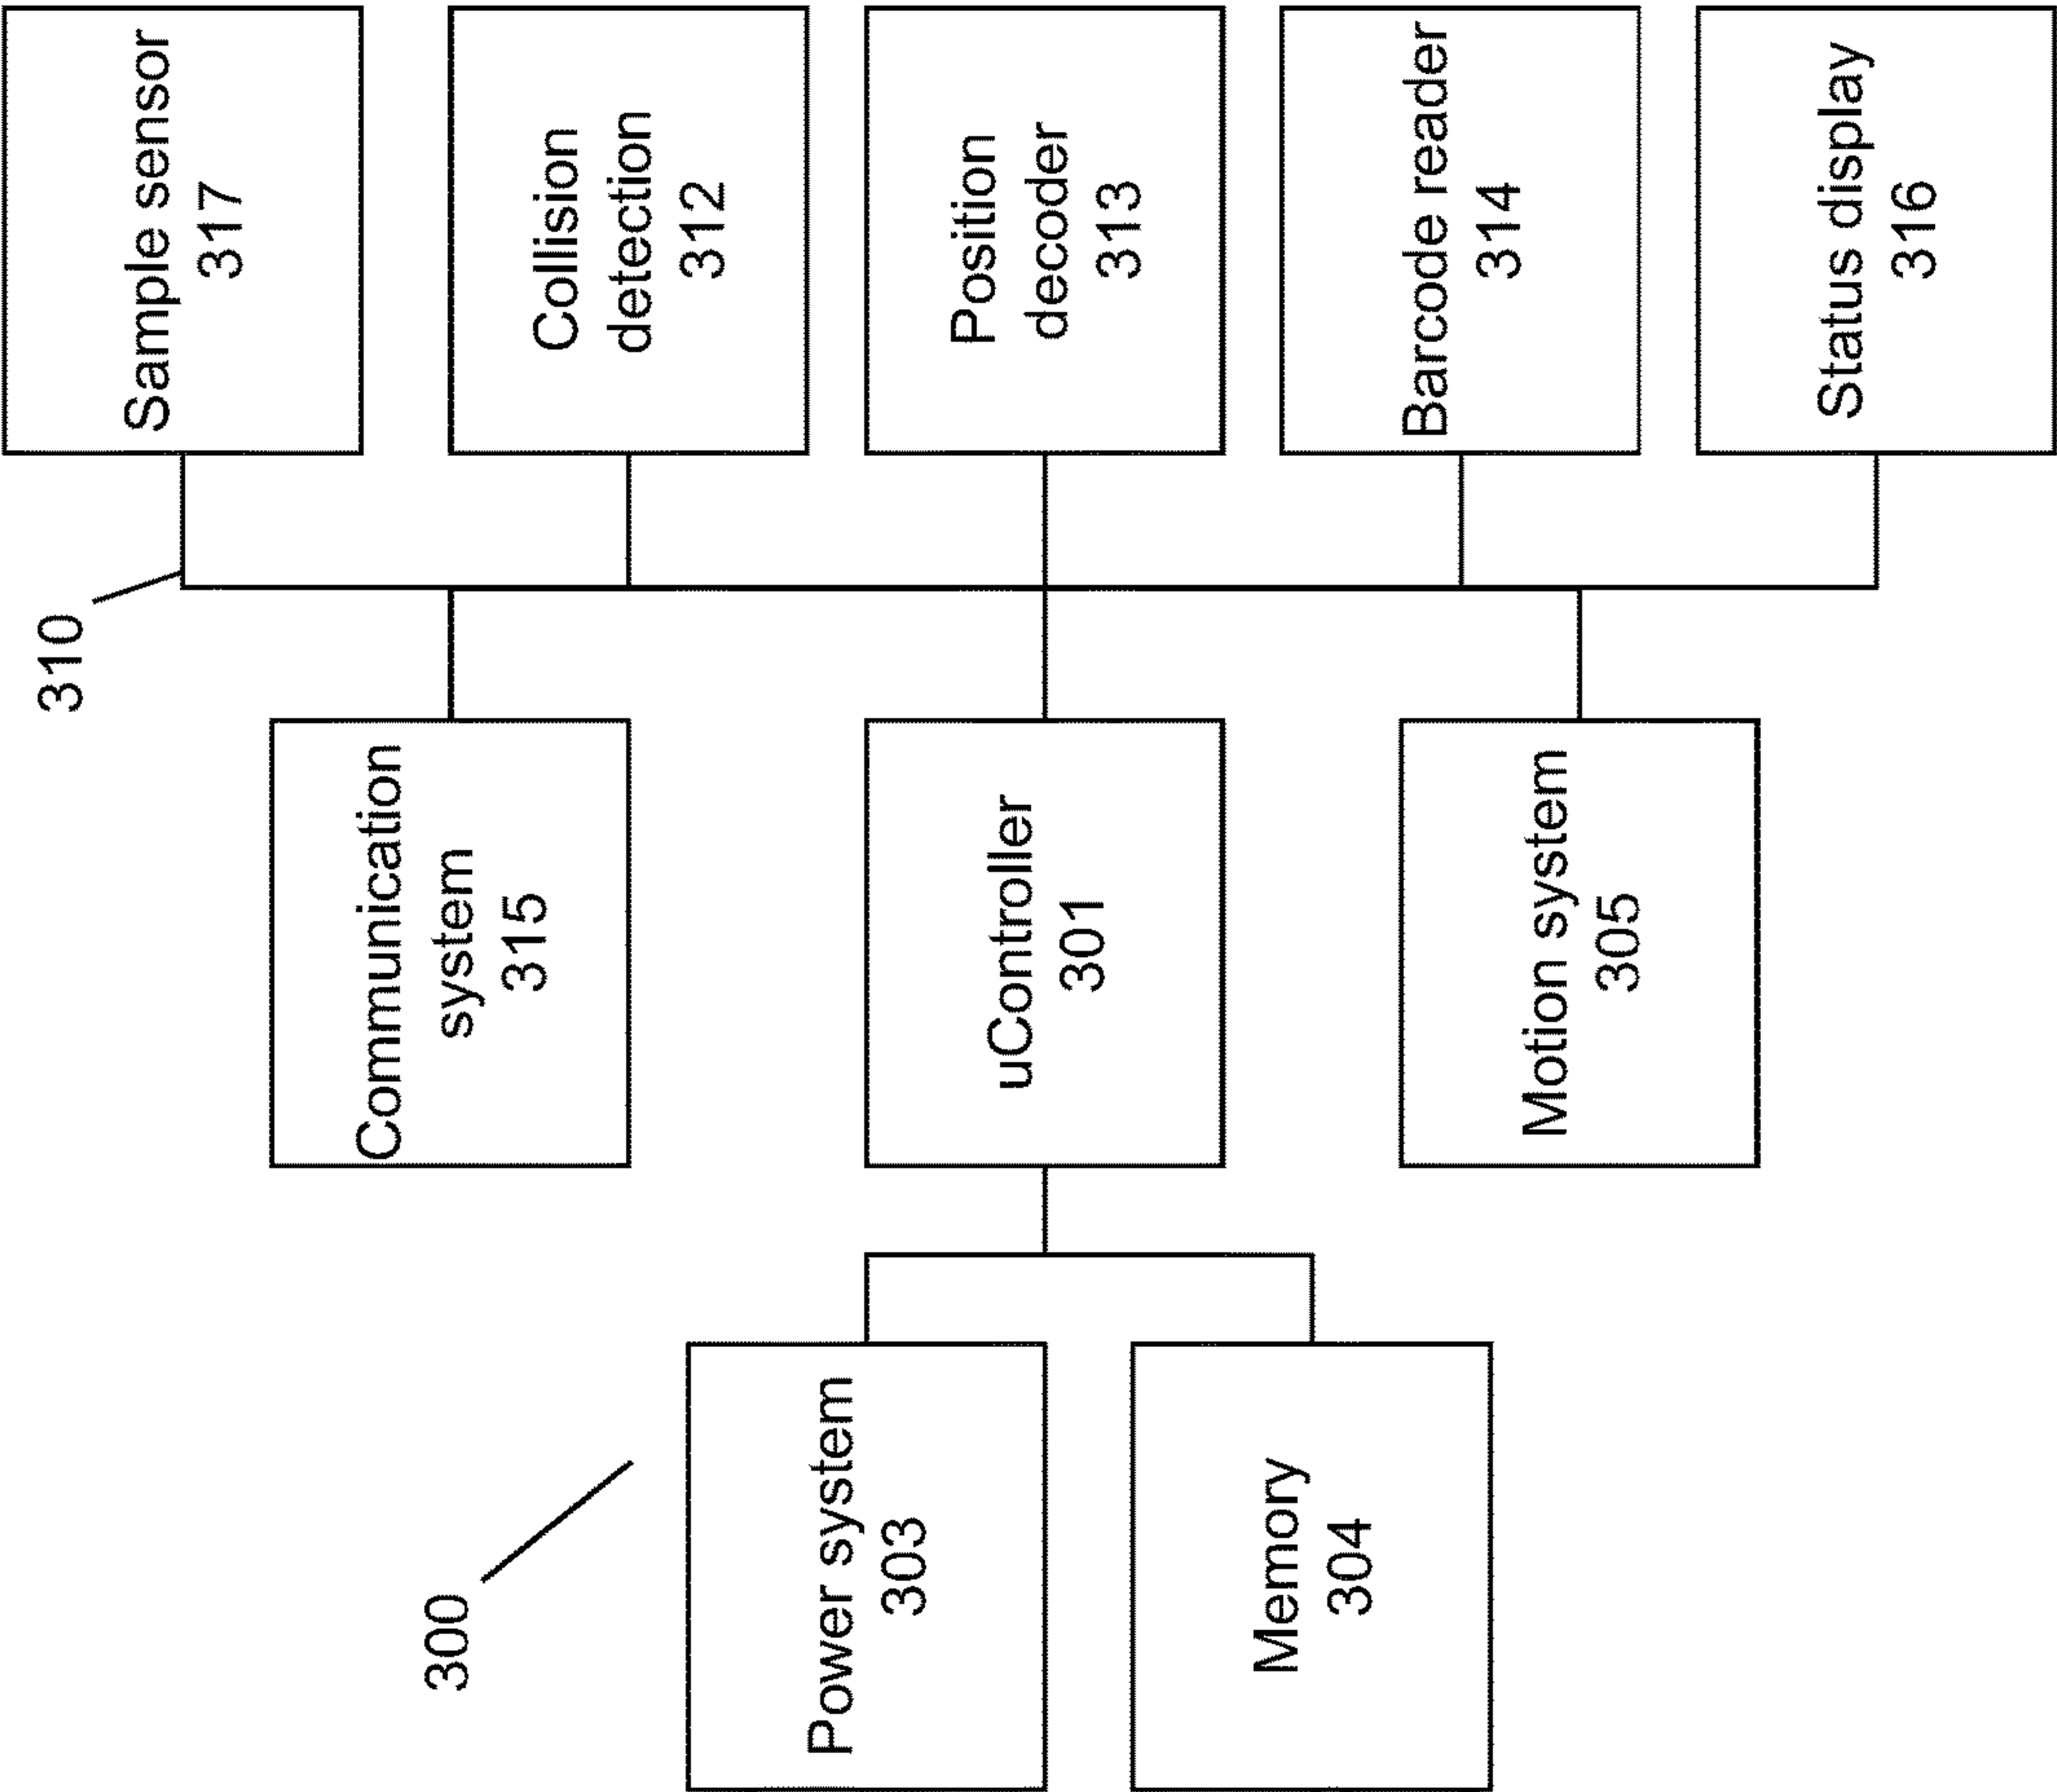 300
Power system
303
Memory
304
Communication
system
315
uController
301
Motion system
305
310
Sample sensor
317
Collision
detection
312
Position
decoder
313
Barcode reader
314
Status display
316